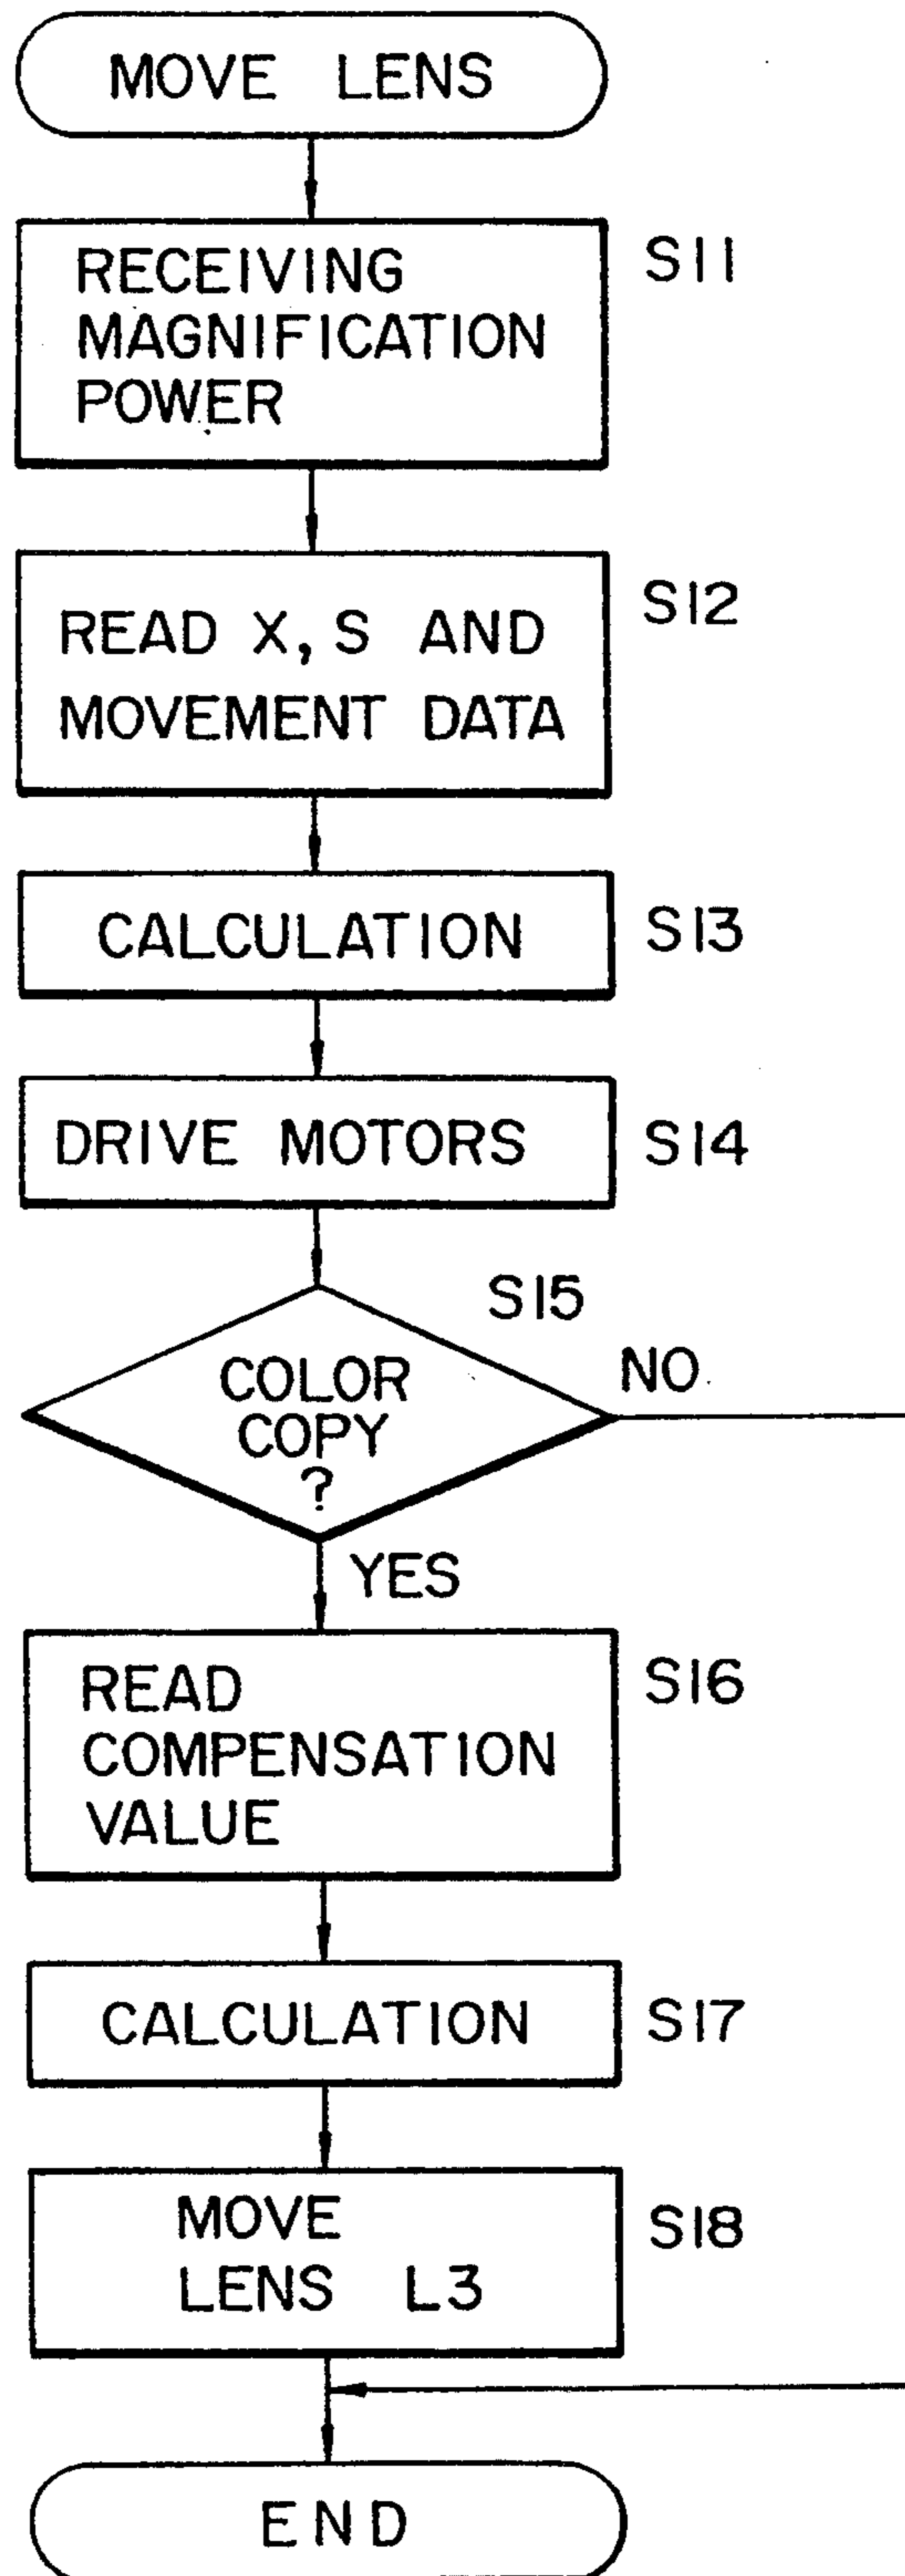 MOVE LENS
RECEIVING
MAGNIFICATION
POWER
S11
READ X, S AND
MOVEMENT DATA
S12
CALCULATION
S13
DRIVE MOTORS
S14
S15
COLOR
COPY
?
NO
YES
READ
COMPENSATION
VALUE
S16
CALCULATION
S17
MOVE
LENS L3
S18
END